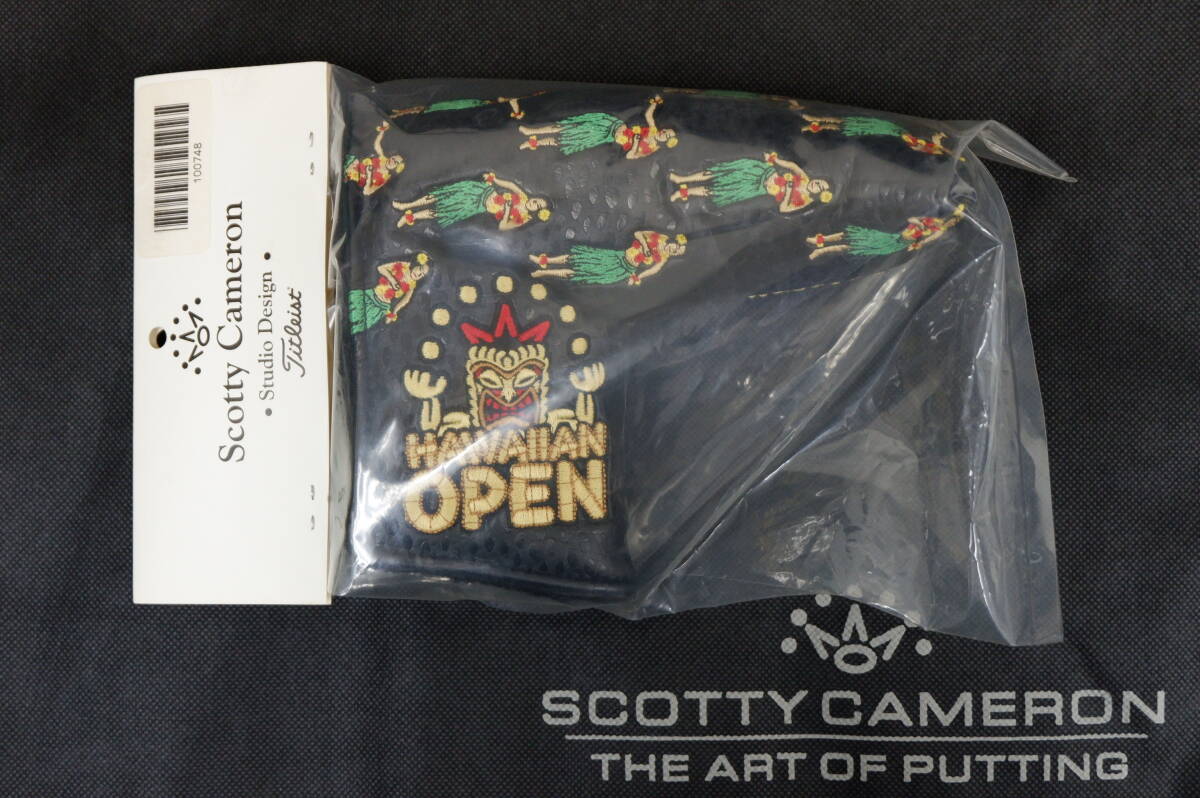 100748
Scotty Cameron
• Studio Design •
Titleist
HAWAIIAN
OPEN
SCOTTY CAMERON
THE ART OF PUTTING